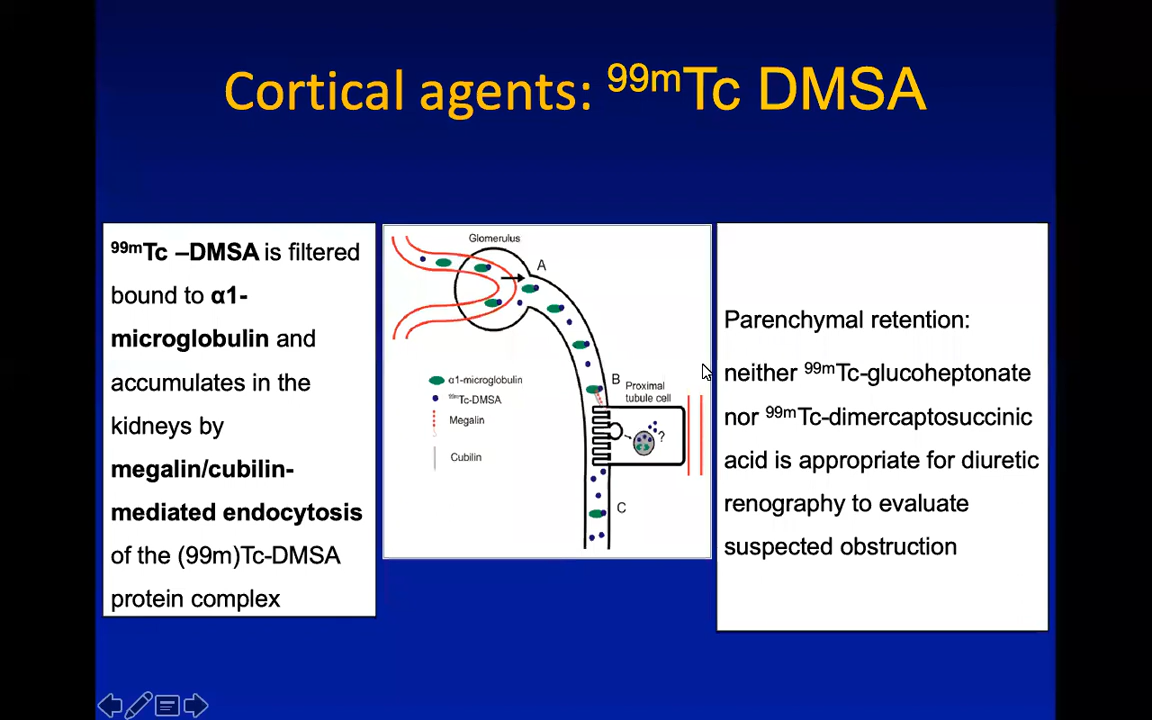 Cortical agents: ⁹⁹ᵐTc DMSA
⁹⁹ᵐTc –DMSA is filtered
bound to α1-
microglobulin and
accumulates in the
kidneys by
megalin/cubilin-
mediated endocytosis
of the (99m)Tc-DMSA
protein complex
Glomerulus
A
α1-microglobulin
⁹⁹ᵐTc-DMSA
Megalin
Cubilin
B
Proximal
tubule cell
?
C
Parenchymal retention:
neither ⁹⁹ᵐTc-glucoheptonate
nor ⁹⁹ᵐTc-dimercaptosuccinic
acid is appropriate for diuretic
renography to evaluate
suspected obstruction